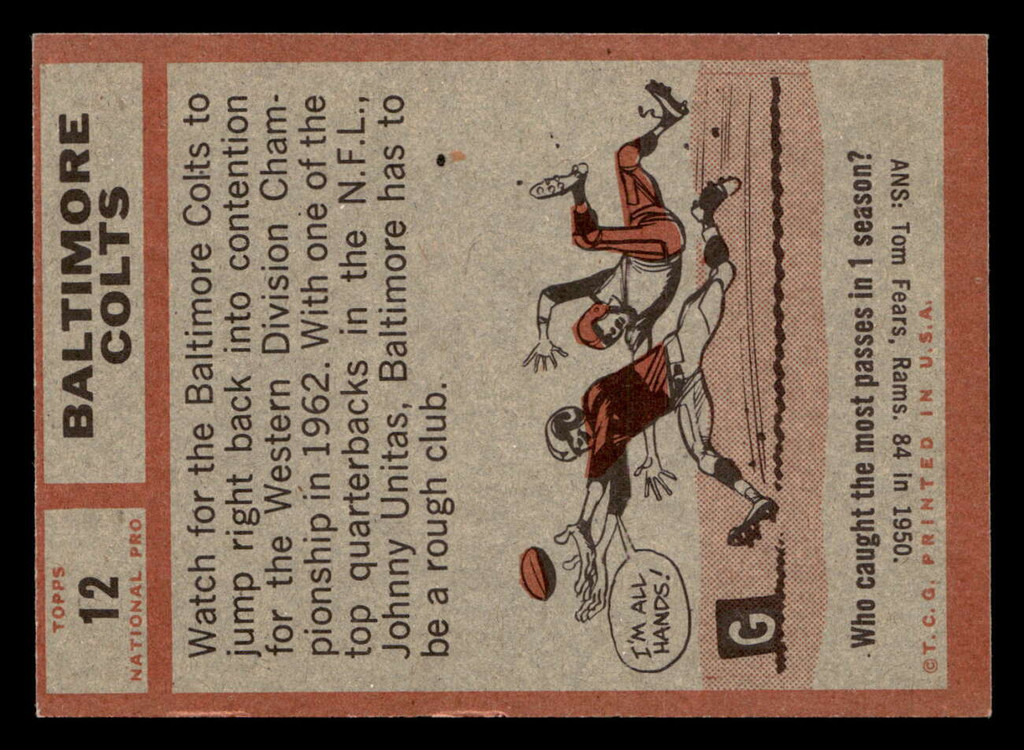 TOPPS
12
NATIONAL PRO
BALTIMORE
COLTS
Watch for the Baltimore Colts to
jump right back into contention
for the Western Division Cham-
pionship in 1962. With one of the
top quarterbacks in the N.F.L.,
Johnny Unitas, Baltimore has to
be a rough club.
I'M ALL
HANDS!
G
Who caught the most passes in 1 season?
ANS: Tom Fears, Rams. 84 in 1950.
©T.C.G. PRINTED IN U.S.A.